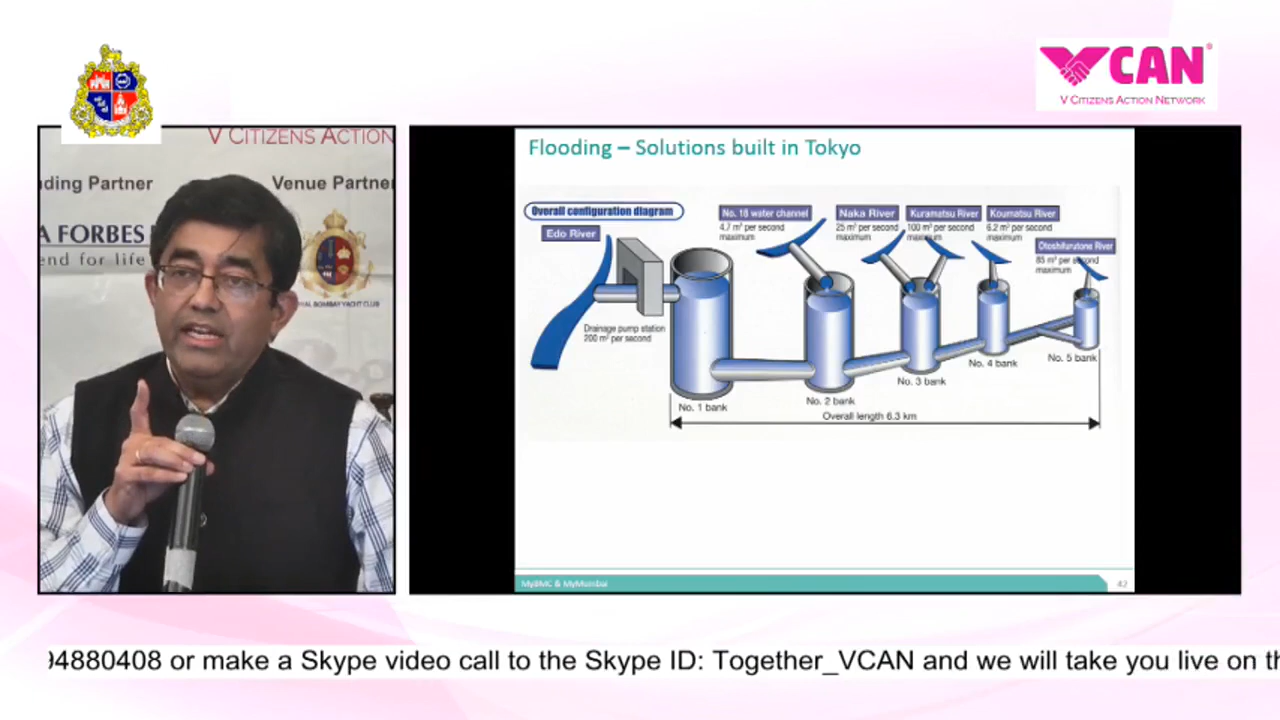 VCAN®
V CITIZENS ACTION NETWORK
V CITIZENS ACTION
ding Partner
Venue Partner
A FORBES
end for life
AL BOMBAY YACHT CLUB
Flooding – Solutions built in Tokyo
Overall configuration diagram
Edo River
Drainage pump station
200 m³ per second
No. 18 water channel
4.7 m³ per second
maximum
Naka River
25 m³ per second
maximum
Kuramatsu River
100 m³ per second
maximum
Koumatsu River
6.2 m³ per second
maximum
Otoshifurutone River
85 m³ per second
maximum
No. 1 bank
No. 2 bank
No. 3 bank
No. 4 bank
No. 5 bank
Overall length 6.3 km
MyBMC & MyMumbai
42
94880408 or make a Skype video call to the Skype ID: Together_VCAN and we will take you live on th